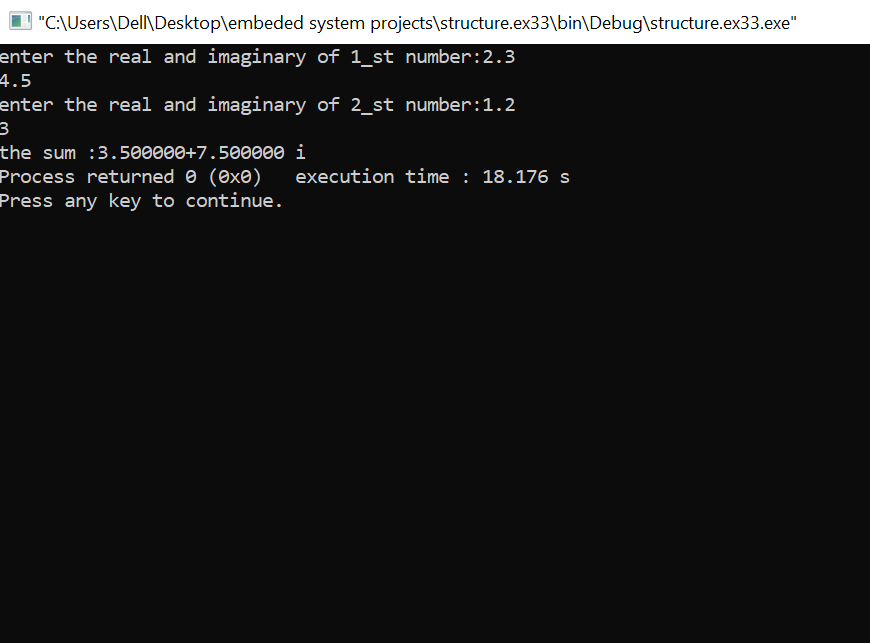 "C:\Users\Dell\Desktop\embeded system projects\structure.ex33\bin\Debug\structure.ex33.exe"
enter the real and imaginary of 1_st number:2.3
4.5
enter the real and imaginary of 2_st number:1.2
3
the sum :3.500000+7.500000 i
Process returned 0 (0x0)   execution time : 18.176 s
Press any key to continue.